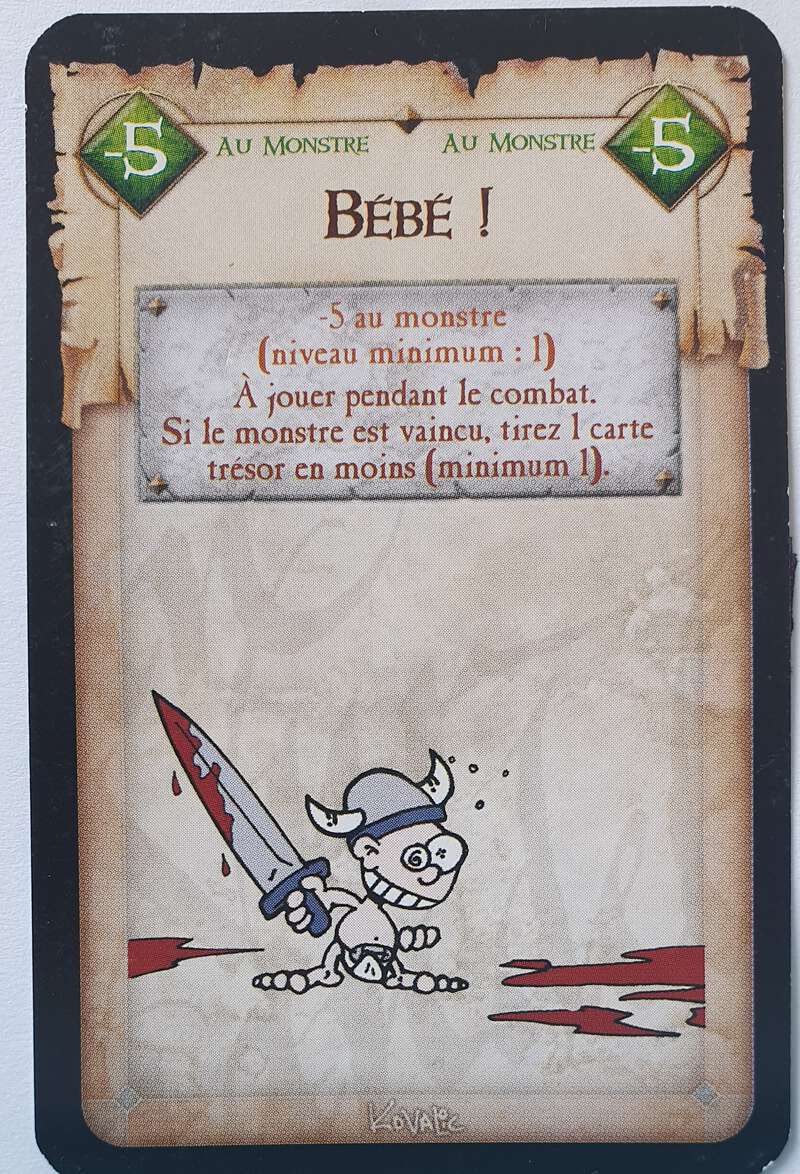 -5 Au Monstre Au Monstre -5
Bébé !
-5 au monstre
(niveau minimum : 1)
À jouer pendant le combat.
Si le monstre est vaincu, tirez 1 carte
trésor en moins (minimum 1).
Kovalic